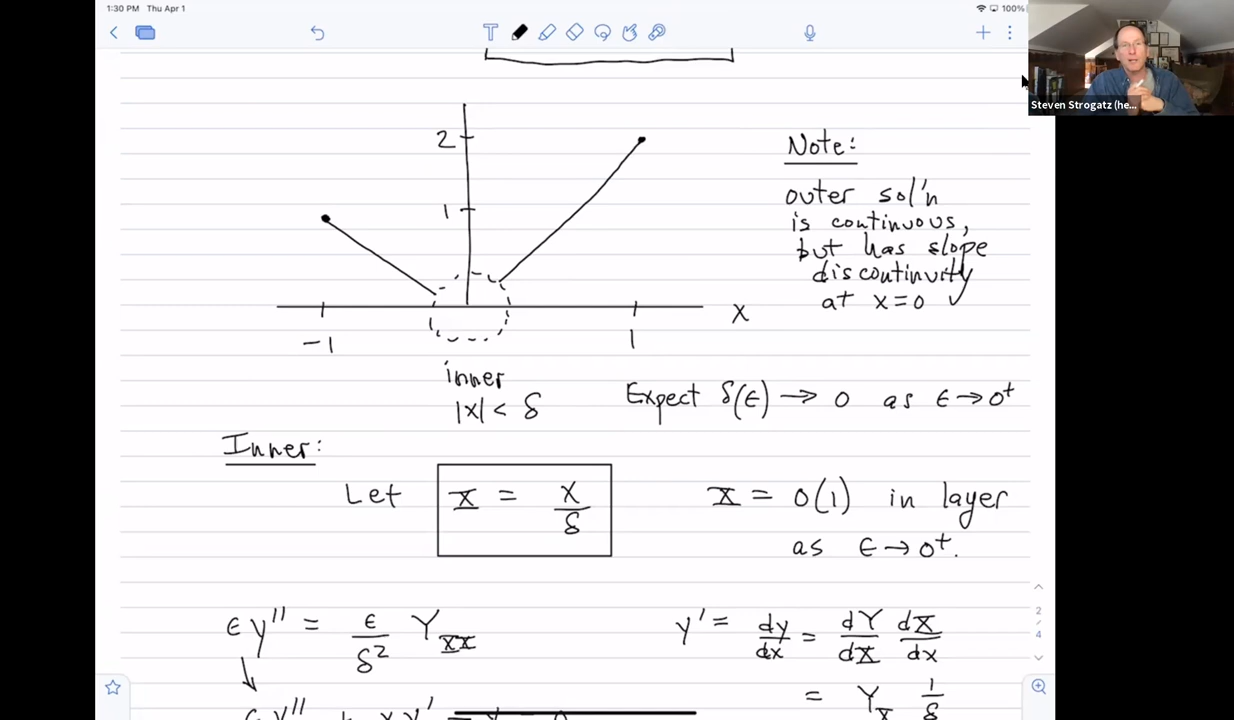 1:30 PM Thu Apr 1
100%
Steven Strogatz (he...
2
1
-1
1
x
Note:
outer sol'n
is continuous,
but has slope
discontinuity
at x=0 ✓
inner
|x| < δ
Expect δ(ϵ) → 0 as ϵ → 0⁺
Inner:
Let X = x/δ
X = O(1) in layer
as ϵ → 0⁺.
ϵy'' = ϵ/δ² Y_XX
y' = dy/dx = dY/dX dX/dx
= Y_X 1/δ
2/4